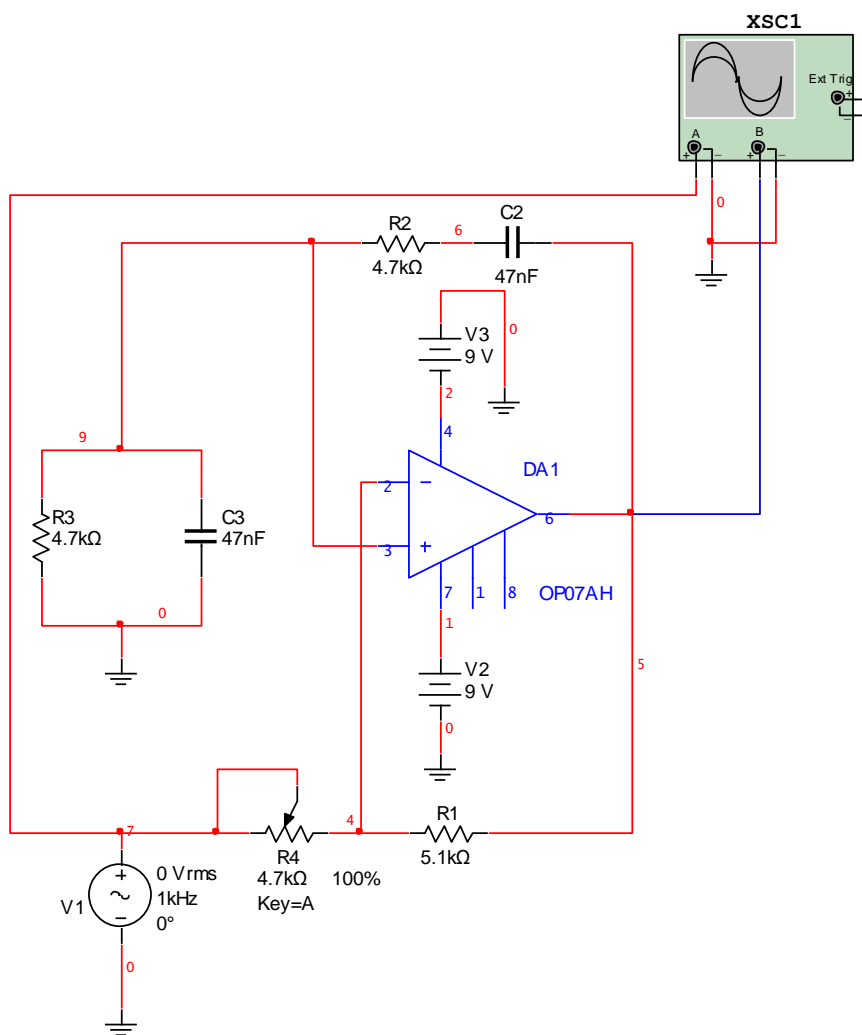 XSC1
Ext Trig
+
−
A
B
+
−
+
−
0
C2
R2
6
4.7kΩ
47nF
V3
9 V
0
2
4
9
DA1
2
−
6
R3
4.7kΩ
C3
47nF
3
+
7
1
8
OP07AH
0
1
V2
9 V
5
0
7
4
R1
5.1kΩ
R4
4.7kΩ
100%
Key=A
V1
+
−
0 Vrms
1kHz
0°
0